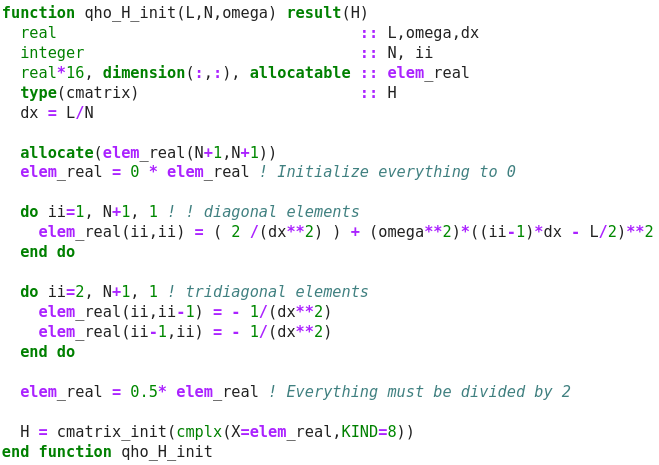 function qho_H_init(L,N,omega) result(H)
  real                                 :: L,omega,dx
  integer                              :: N, ii
  real*16, dimension(:,:), allocatable :: elem_real
  type(cmatrix)                        :: H
  dx = L/N

  allocate(elem_real(N+1,N+1))
  elem_real = 0 * elem_real ! Initialize everything to 0

  do ii=1, N+1, 1 ! ! diagonal elements
    elem_real(ii,ii) = ( 2 /(dx**2) ) + (omega**2)*((ii-1)*dx - L/2)**2
  end do

  do ii=2, N+1, 1 ! tridiagonal elements
    elem_real(ii,ii-1) = - 1/(dx**2)
    elem_real(ii-1,ii) = - 1/(dx**2)
  end do

  elem_real = 0.5* elem_real ! Everything must be divided by 2

  H = cmatrix_init(cmplx(X=elem_real,KIND=8))
end function qho_H_init